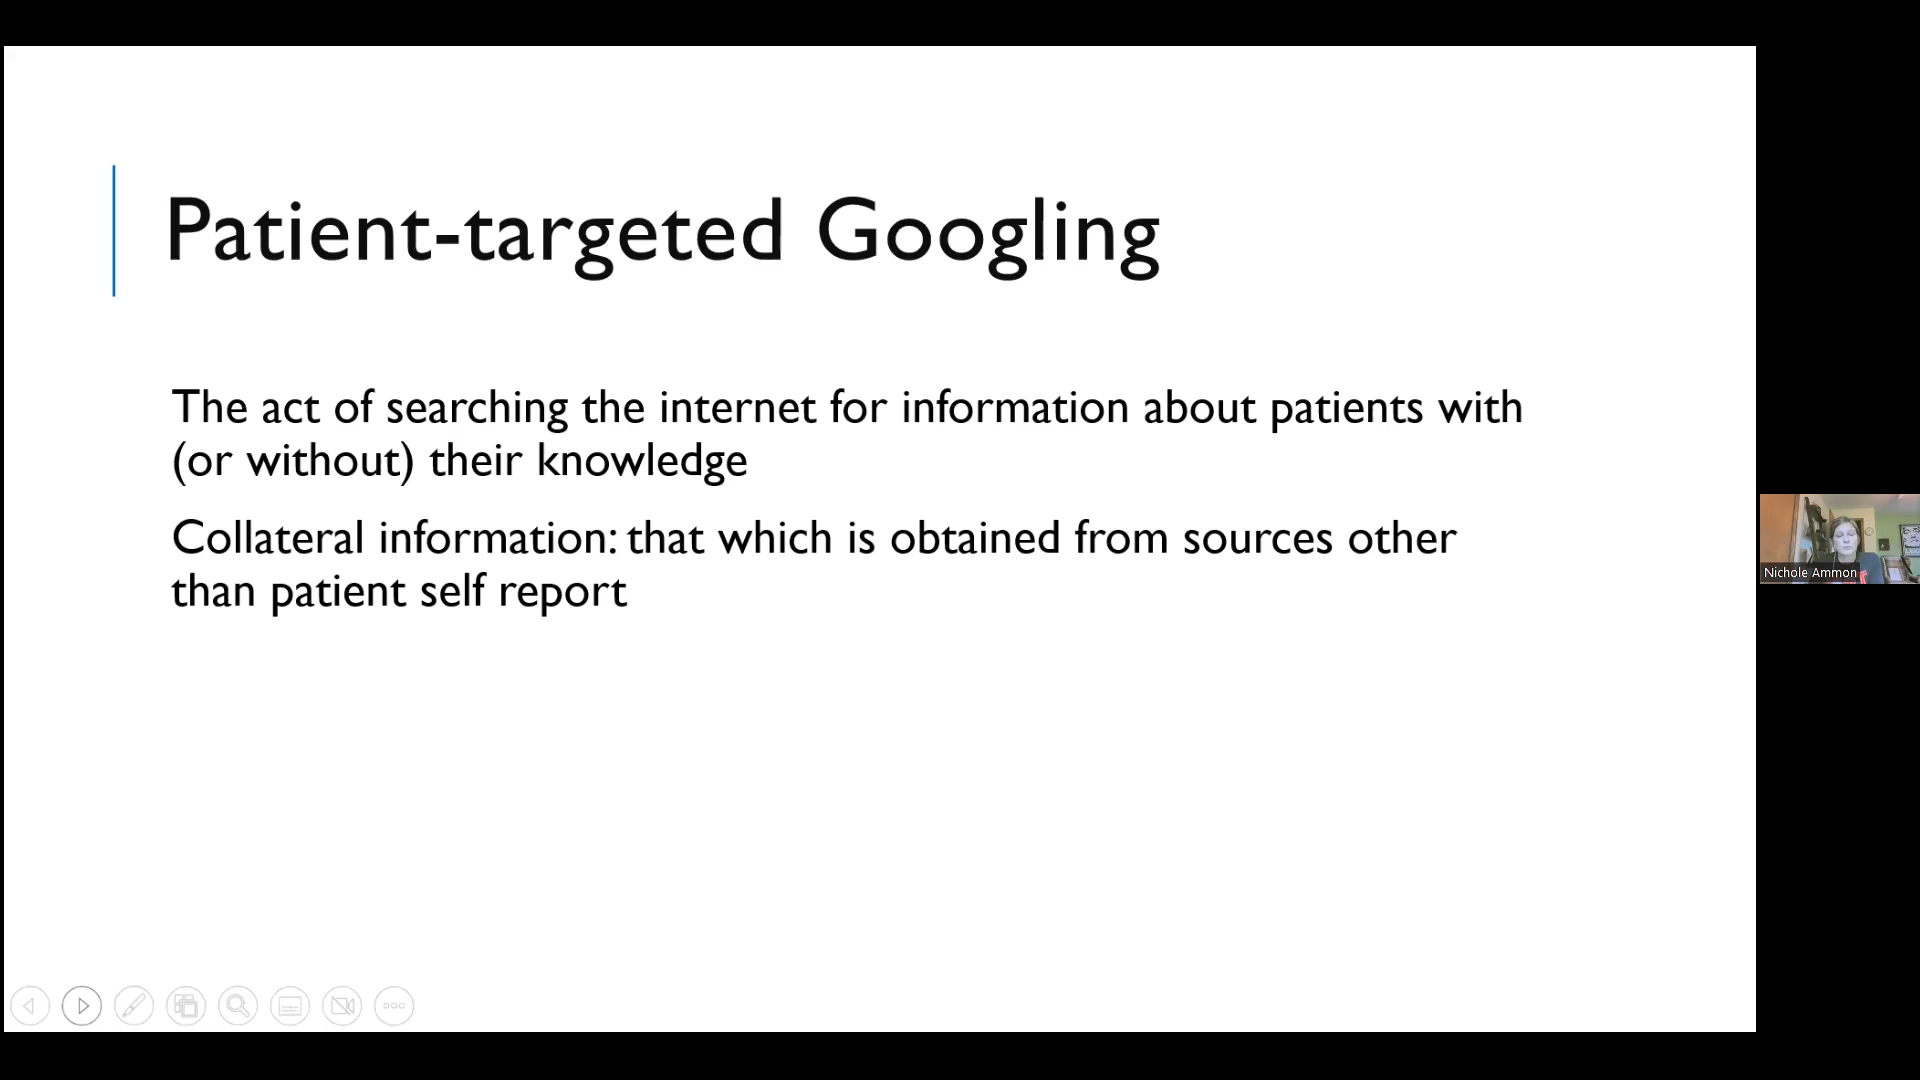 Patient-targeted Googling
The act of searching the internet for information about patients with
(or without) their knowledge
Collateral information: that which is obtained from sources other
than patient self report
Nichole Ammon